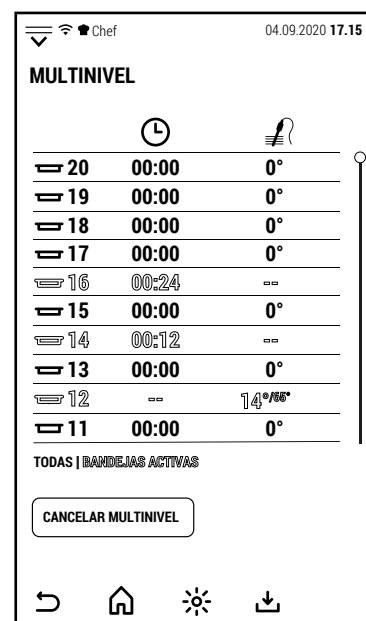 Chef 04.09.2020 17.15
MULTINIVEL
20 00:00 0°
19 00:00 0°
18 00:00 0°
17 00:00 0°
16 00:24 --
15 00:00 0°
14 00:12 --
13 00:00 0°
12 -- 14°/65°
11 00:00 0°
TODAS | BANDEJAS ACTIVAS
CANCELAR MULTINIVEL